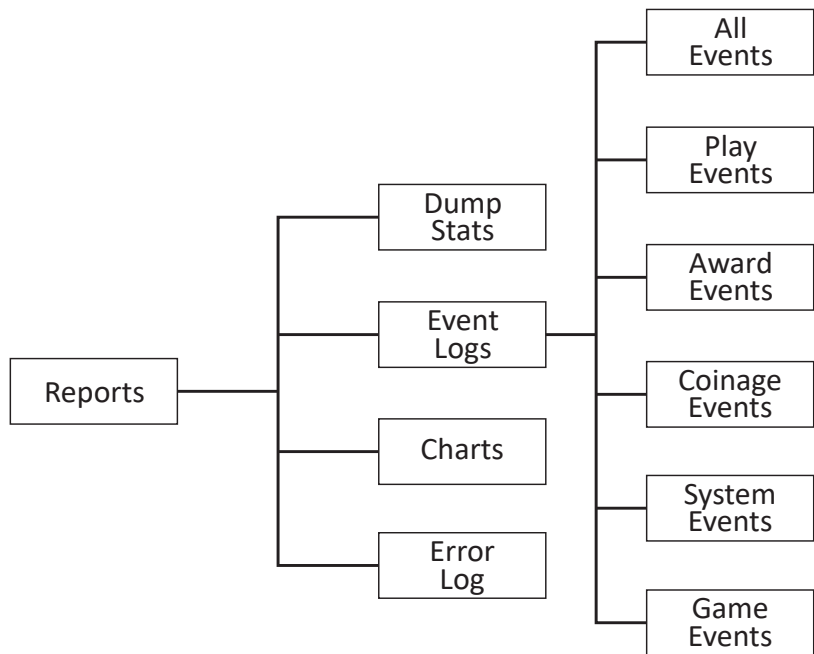 Reports
Dump
Stats
Event
Logs
Charts
Error
Log
All
Events
Play
Events
Award
Events
Coinage
Events
System
Events
Game
Events